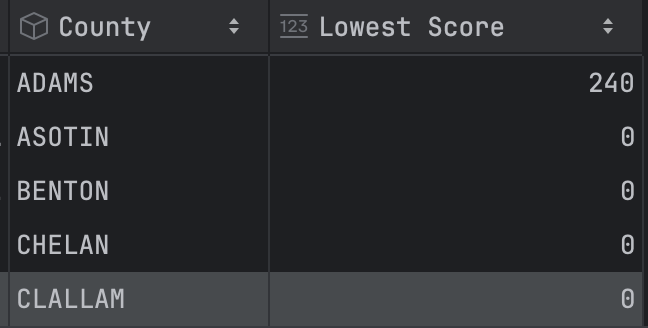 County 123 Lowest Score
ADAMS 240
ASOTIN 0
BENTON 0
CHELAN 0
CLALLAM 0